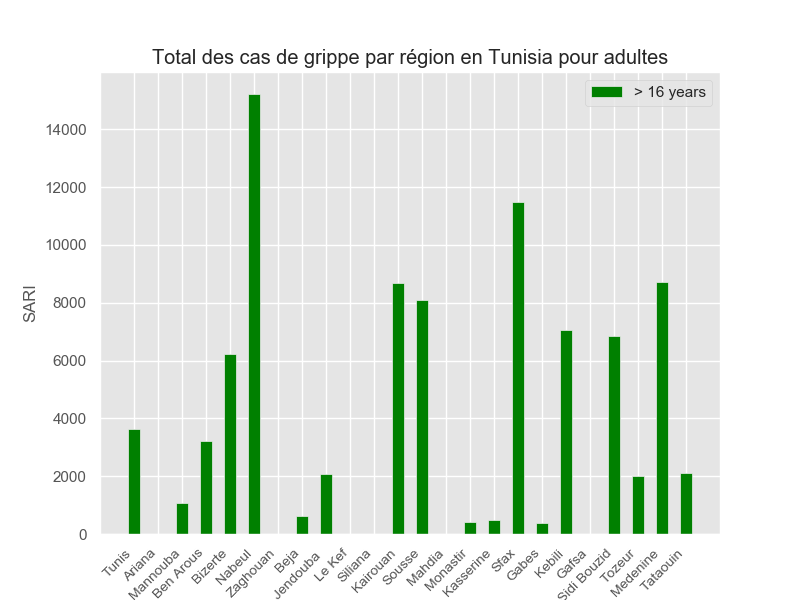 Total des cas de grippe par région en Tunisia pour adultes
> 16 years
SARI
14000
12000
10000
8000
6000
4000
2000
0
Tunis
Ariana
Mannouba
Ben Arous
Bizerte
Nabeul
Zaghouan
Beja
Jendouba
Le Kef
Siliana
Kairouan
Sousse
Mahdia
Monastir
Kasserine
Sfax
Gabes
Kebili
Gafsa
Sidi Bouzid
Tozeur
Medenine
Tataouin